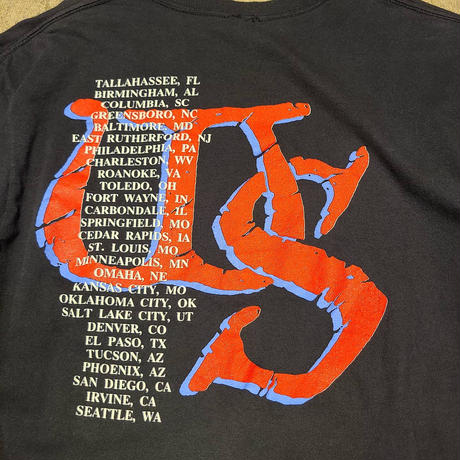 TALLAHASSEE, FL
BIRMINGHAM, AL
COLUMBIA, SC
GREENSBORO, NC
BALTIMORE, MD
EAST RUTHERFORD, NJ
PHILADELPHIA, PA
CHARLESTON, WV
ROANOKE, VA
TOLEDO, OH
FORT WAYNE, IN
CARBONDALE, IL
SPRINGFIELD, MO
CEDAR RAPIDS, IA
ST. LOUIS, MO
MINNEAPOLIS, MN
OMAHA, NE
KANSAS CITY, MO
OKLAHOMA CITY, OK
SALT LAKE CITY, UT
DENVER, CO
EL PASO, TX
TUCSON, AZ
PHOENIX, AZ
SAN DIEGO, CA
IRVINE, CA
SEATTLE, WA
US